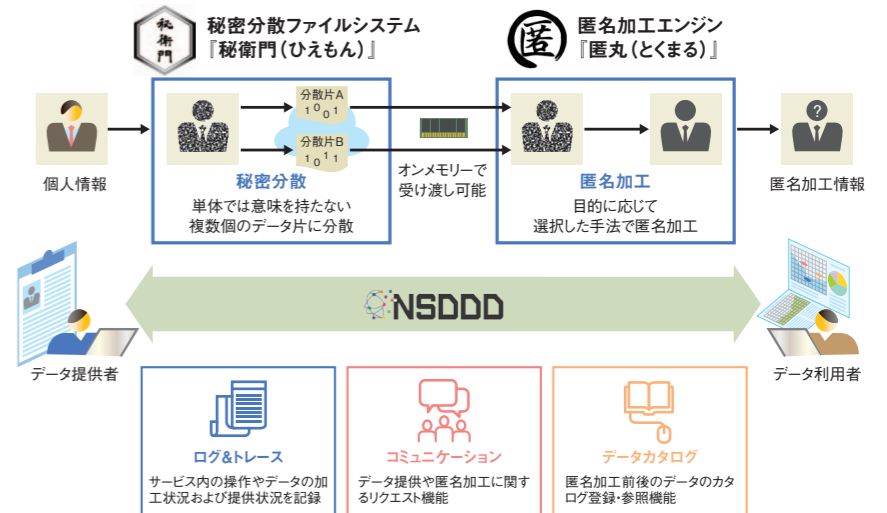 秘衛門
秘密分散ファイルシステム
『秘衛門(ひえもん)』
匿
匿名加工エンジン
『匿丸(とくまる)』
個人情報
分散片A
1001
分散片B
1011
秘密分散
単体では意味を持たない
複数個のデータ片に分散
オンメモリーで
受け渡し可能
匿名加工
目的に応じて
選択した手法で匿名加工
?
匿名加工情報
NSDDD
データ提供者
データ利用者
ログ&トレース
サービス内の操作やデータの加
工状況および提供状況を記録
コミュニケーション
データ提供や匿名加工に関す
るリクエスト機能
データカタログ
匿名加工前後のデータのカタ
ログ登録・参照機能